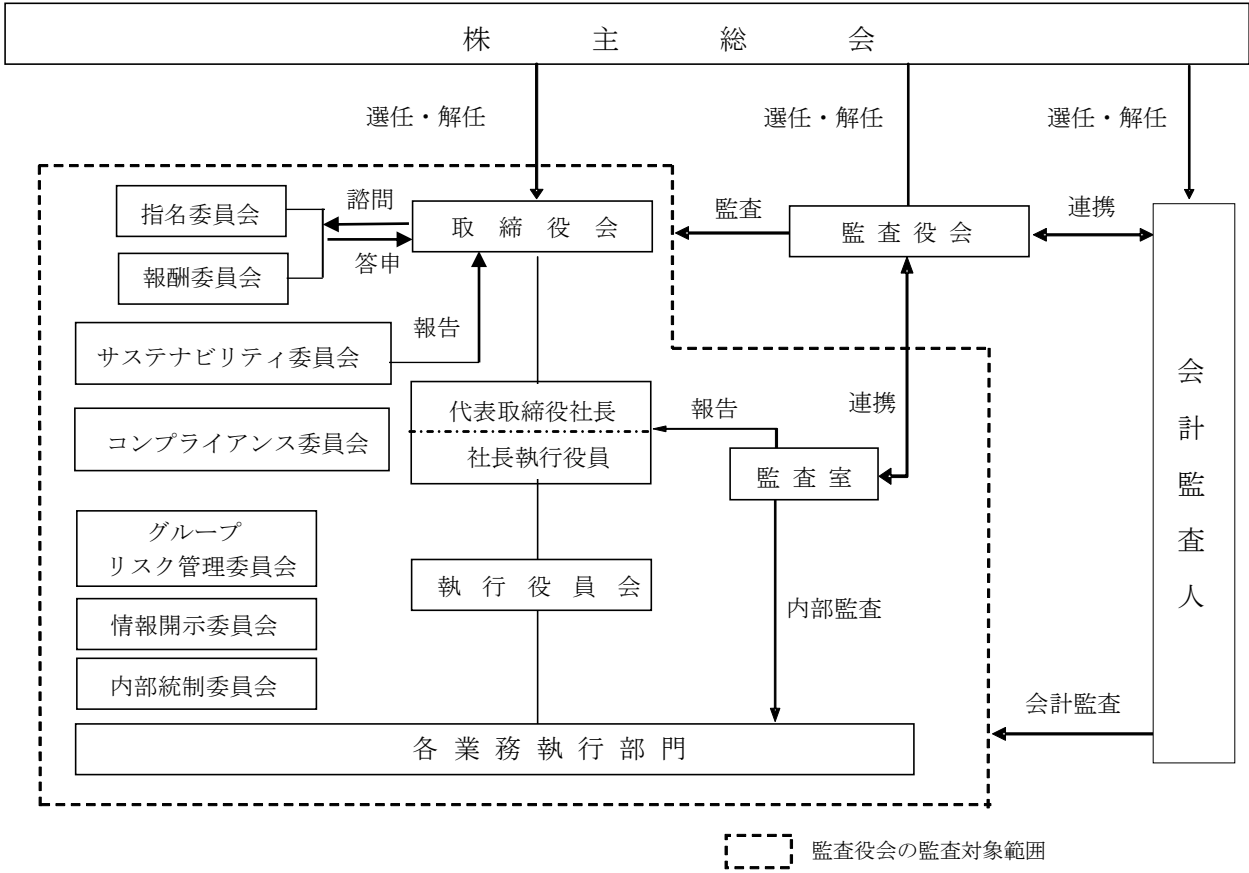 株主総会
選任・解任
選任・解任
選任・解任
指名委員会
諮問
取締役会
監査
監査役会
連携
報酬委員会
答申
サステナビリティ委員会
報告
会計監査人
コンプライアンス委員会
代表取締役社長
社長執行役員
報告
連携
監査室
グループ
リスク管理委員会
執行役員会
情報開示委員会
内部監査
内部統制委員会
会計監査
各業務執行部門
監査役会の監査対象範囲